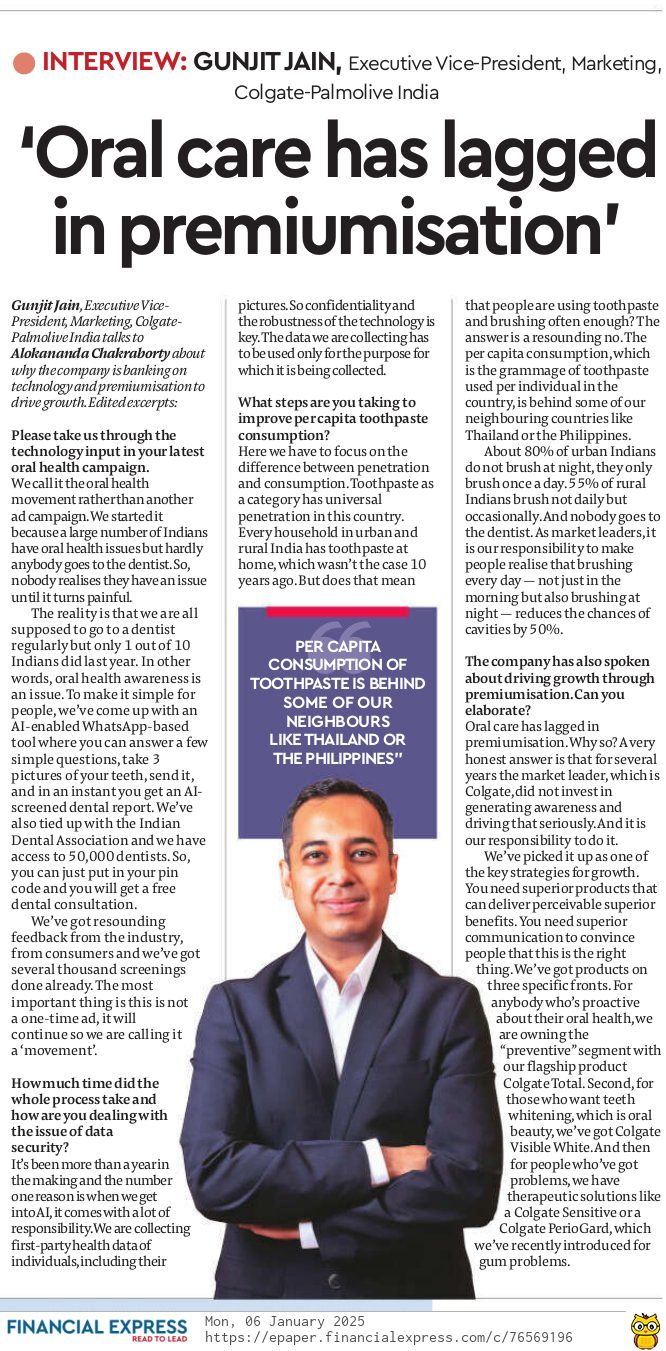 INTERVIEW: GUNJIT JAIN, Executive Vice-President, Marketing,
Colgate-Palmolive India
‘Oral care has lagged
in premiumisation’
Gunjit Jain, Executive Vice-
President, Marketing, Colgate-
Palmolive India talks to
Alokananda Chakraborty about
why the company is banking on
technology and premiumisation to
drive growth. Edited excerpts:
Please take us through the
technology input in your latest
oral health campaign.
We call it the oral health
movement rather than another
ad campaign. We started it
because a large number of Indians
have oral health issues but hardly
anybody goes to the dentist. So,
nobody realises they have an issue
until it turns painful.
The reality is that we are all
supposed to go to a dentist
regularly but only 1 out of 10
Indians did last year. In other
words, oral health awareness is
an issue. To make it simple for
people, we’ve come up with an
AI-enabled WhatsApp-based
tool where you can answer a few
simple questions, take 3
pictures of your teeth, send it,
and in an instant you get an AI-
screened dental report. We’ve
also tied up with the Indian
Dental Association and we have
access to 50,000 dentists. So,
you can just put in your pin
code and you will get a free
dental consultation.
We’ve got resounding
feedback from the industry,
from consumers and we’ve got
several thousand screenings
done already. The most
important thing is this is not
a one-time ad, it will
continue so we are calling it
a ‘movement’.
How much time did the
whole process take and
how are you dealing with
the issue of data
security?
It’s been more than a year in
the making and the number
one reason is when we get
into AI, it comes with a lot of
responsibility. We are collecting
first-party health data of
individuals, including their
pictures. So confidentiality and
the robustness of the technology is
key. The data we are collecting has
to be used only for the purpose for
which it is being collected.
What steps are you taking to
improve per capita toothpaste
consumption?
Here we have to focus on the
difference between penetration
and consumption. Toothpaste as
a category has universal
penetration in this country.
Every household in urban and
rural India has toothpaste at
home, which wasn’t the case 10
years ago. But does that mean
“
PER CAPITA
CONSUMPTION OF
TOOTHPASTE IS BEHIND
SOME OF OUR
NEIGHBOURS
LIKE THAILAND OR
THE PHILIPPINES”
that people are using toothpaste
and brushing often enough? The
answer is a resounding no. The
per capita consumption, which
is the grammage of toothpaste
used per individual in the
country, is behind some of our
neighbouring countries like
Thailand or the Philippines.
About 80% of urban Indians
do not brush at night, they only
brush once a day. 55% of rural
Indians brush not daily but
occasionally. And nobody goes to
the dentist. As market leaders, it
is our responsibility to make
people realise that brushing
every day — not just in the
morning but also brushing at
night — reduces the chances of
cavities by 50%.
The company has also spoken
about driving growth through
premiumisation. Can you
elaborate?
Oral care has lagged in
premiumisation. Why so? A very
honest answer is that for several
years the market leader, which is
Colgate, did not invest in
generating awareness and
driving that seriously. And it is
our responsibility to do it.
We’ve picked it up as one of
the key strategies for growth.
You need superior products that
can deliver perceivable superior
benefits. You need superior
communication to convince
people that this is the right
thing. We’ve got products on
three specific fronts. For
anybody who’s proactive
about their oral health, we
are owning the
“preventive” segment with
our flagship product
Colgate Total. Second, for
those who want teeth
whitening, which is oral
beauty, we’ve got Colgate
Visible White. And then
for people who’ve got
problems, we have
therapeutic solutions like
a Colgate Sensitive or a
Colgate PerioGard, which
we’ve recently introduced for
gum problems.
FINANCIAL EXPRESS
READ TO LEAD
Mon, 06 January 2025
https://epaper.financialexpress.com/c/76569196